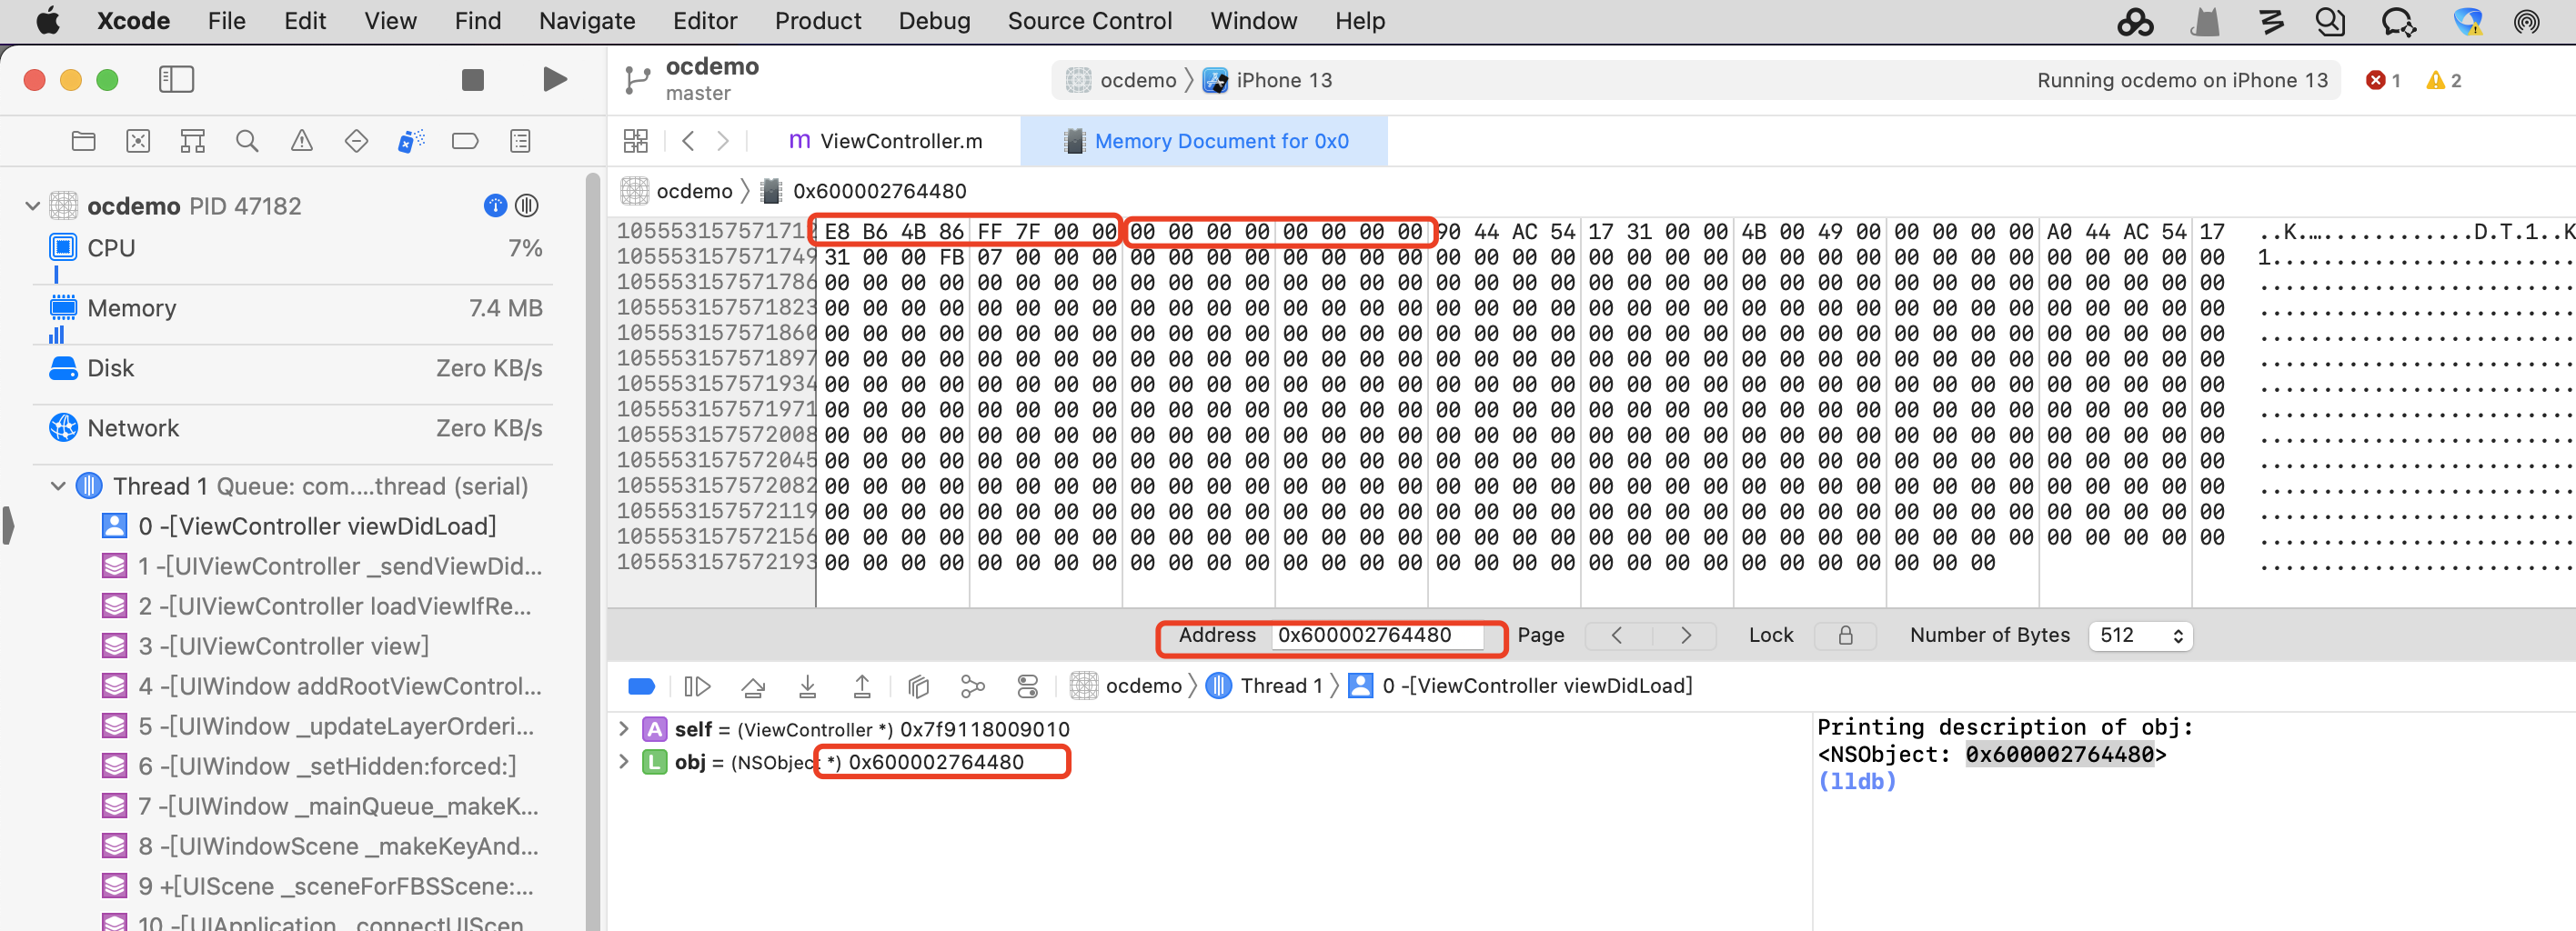 Xcode File Edit View Find Navigate Editor Product Debug Source Control Window Help
ocdemo
master
ocdemo iPhone 13
Running ocdemo on iPhone 13
1
2
m ViewController.m
Memory Document for 0x0
ocdemo 0x600002764480
ocdemo PID 47182
CPU 7%
Memory 7.4 MB
Disk Zero KB/s
Network Zero KB/s
Thread 1 Queue: com....thread (serial)
0 -[ViewController viewDidLoad]
1 -[UIViewController _sendViewDid...
2 -[UIViewController loadViewIfRe...
3 -[UIViewController view]
4 -[UIWindow addRootViewControl...
5 -[UIWindow _updateLayerOrderi...
6 -[UIWindow _setHidden:forced:]
7 -[UIWindow _mainQueue_makeK...
8 -[UIWindowScene _makeKeyAnd...
9 +[UIScene _sceneForFBSScene:...
10 -[UIApplication _connectUIScen
10555315757171 E8 B6 4B 86 FF 7F 00 00 00 00 00 00 00 00 00 00 90 44 AC 54 17 31 00 00 4B 00 49 00 00 00 00 00 A0 44 AC 54 17 ..K.…............D.T.1..K
105553157571749 31 00 00 FB 07 00 00 00 00 00 00 00 00 00 00 00 00 00 00 00 00 00 00 00 00 00 00 00 00 00 00 00 00 00 00 00 00 1........................
105553157571786 00 00 00 00 00 00 00 00 00 00 00 00 00 00 00 00 00 00 00 00 00 00 00 00 00 00 00 00 00 00 00 00 00 00 00 00 00 .........................
105553157571823 00 00 00 00 00 00 00 00 00 00 00 00 00 00 00 00 00 00 00 00 00 00 00 00 00 00 00 00 00 00 00 00 00 00 00 00 00 .........................
105553157571860 00 00 00 00 00 00 00 00 00 00 00 00 00 00 00 00 00 00 00 00 00 00 00 00 00 00 00 00 00 00 00 00 00 00 00 00 00 .........................
105553157571897 00 00 00 00 00 00 00 00 00 00 00 00 00 00 00 00 00 00 00 00 00 00 00 00 00 00 00 00 00 00 00 00 00 00 00 00 00 .........................
105553157571934 00 00 00 00 00 00 00 00 00 00 00 00 00 00 00 00 00 00 00 00 00 00 00 00 00 00 00 00 00 00 00 00 00 00 00 00 00 .........................
105553157571971 00 00 00 00 00 00 00 00 00 00 00 00 00 00 00 00 00 00 00 00 00 00 00 00 00 00 00 00 00 00 00 00 00 00 00 00 00 .........................
105553157572008 00 00 00 00 00 00 00 00 00 00 00 00 00 00 00 00 00 00 00 00 00 00 00 00 00 00 00 00 00 00 00 00 00 00 00 00 00 .........................
105553157572045 00 00 00 00 00 00 00 00 00 00 00 00 00 00 00 00 00 00 00 00 00 00 00 00 00 00 00 00 00 00 00 00 00 00 00 00 00 .........................
105553157572082 00 00 00 00 00 00 00 00 00 00 00 00 00 00 00 00 00 00 00 00 00 00 00 00 00 00 00 00 00 00 00 00 00 00 00 00 00 .........................
105553157572119 00 00 00 00 00 00 00 00 00 00 00 00 00 00 00 00 00 00 00 00 00 00 00 00 00 00 00 00 00 00 00 00 00 00 00 00 00 .........................
105553157572156 00 00 00 00 00 00 00 00 00 00 00 00 00 00 00 00 00 00 00 00 00 00 00 00 00 00 00 00 00 00 00 00 00 00 00 00 00 .........................
105553157572193 00 00 00 00 00 00 00 00 00 00 00 00 00 00 00 00 00 00 00 00 00 00 00 00 00 00 00 00 00 00 00 .........................
Address 0x600002764480 Page Lock Number of Bytes 512
ocdemo Thread 1 0 -[ViewController viewDidLoad]
A self = (ViewController *) 0x7f9118009010
L obj = (NSObject *) 0x600002764480
Printing description of obj:
<NSObject: 0x600002764480>
(lldb)